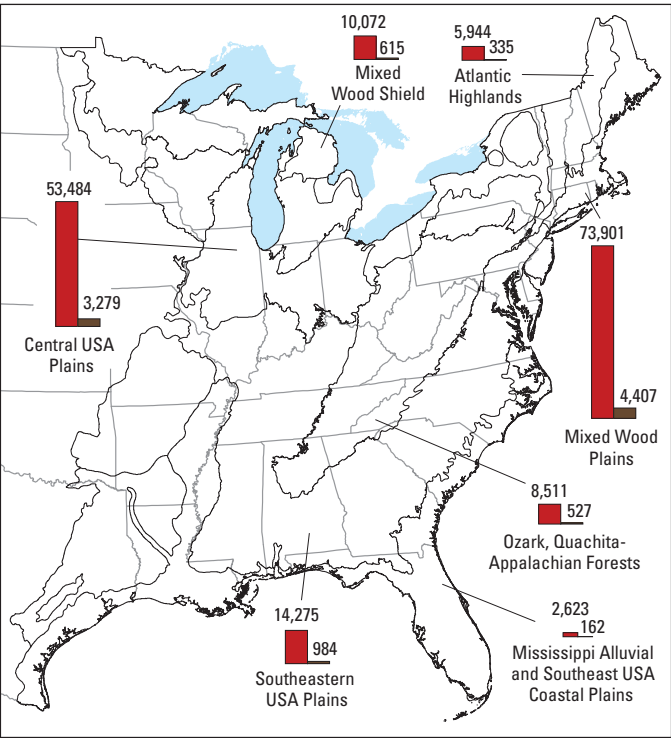 10,072
615
Mixed
Wood Shield
5,944
335
Atlantic
Highlands
53,484
3,279
Central USA
Plains
73,901
4,407
Mixed Wood
Plains
8,511
527
Ozark, Quachita-
Appalachian Forests
14,275
984
Southeastern
USA Plains
2,623
162
Mississippi Alluvial
and Southeast USA
Coastal Plains